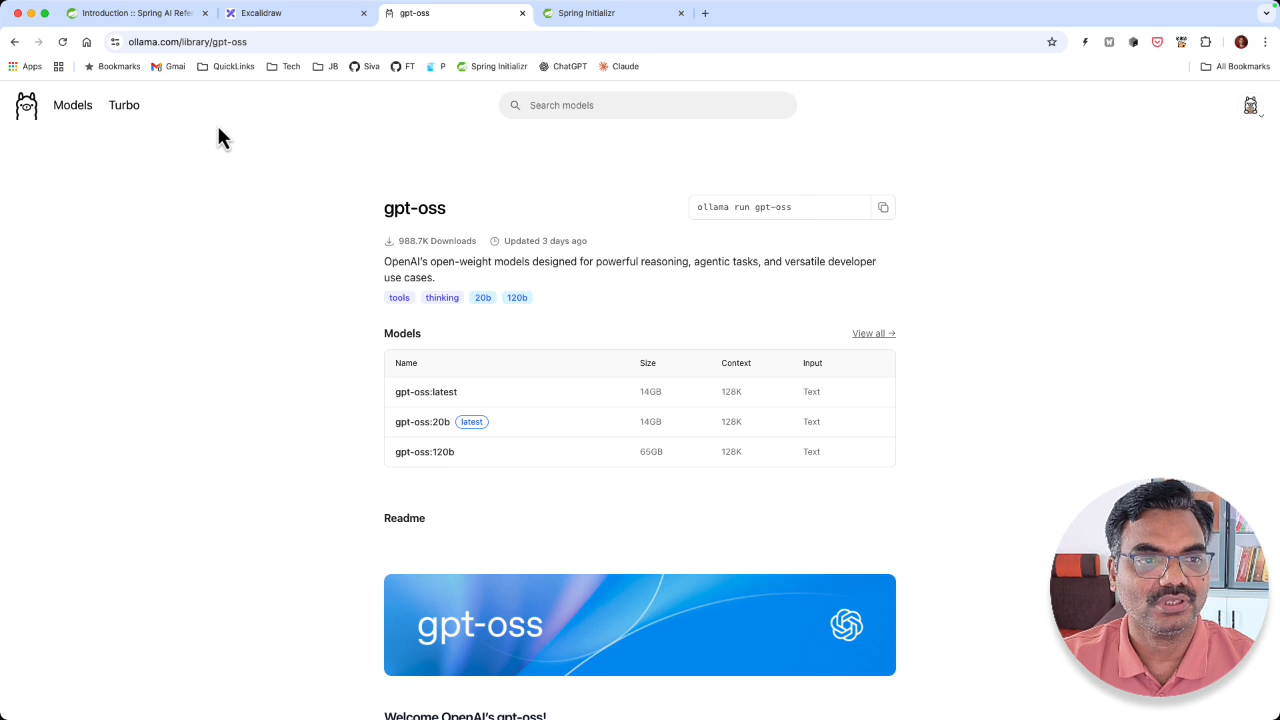 Introduction :: Spring AI Refe
Excalidraw
gpt-oss
Spring Initializr
ollama.com/library/gpt-oss
Apps
Bookmarks
Gmai
QuickLinks
Tech
JB
Siva
FT
P
Spring Initializr
ChatGPT
Claude
All Bookmarks
Models
Turbo
Search models
gpt-oss
ollama run gpt-oss
988.7K Downloads
Updated 3 days ago
OpenAI's open-weight models designed for powerful reasoning, agentic tasks, and versatile developer
use cases.
tools thinking 20b 120b
Models
View all →
Name Size Context Input
gpt-oss:latest 14GB 128K Text
gpt-oss:20b latest 14GB 128K Text
gpt-oss:120b 65GB 128K Text
Readme
gpt-oss
Welcome OpenAI's gpt-oss!